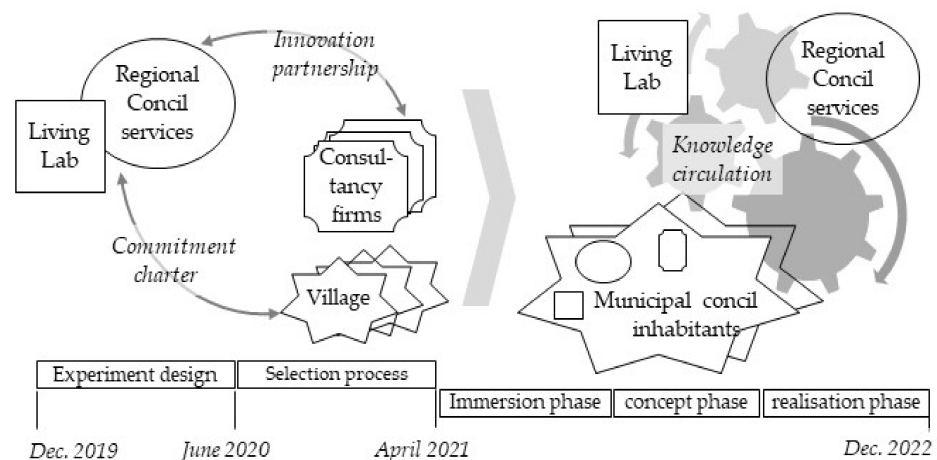 Innovation
partnership
Regional
Concil
services
Living
Lab
Consul-
tancy
firms
Commitment
charter
Village
Living
Lab
Regional
Concil
services
Knowledge
circulation
Municipal concil
inhabitants
Experiment design
Selection process
Immersion phase
concept phase
realisation phase
Dec. 2019
June 2020
April 2021
Dec. 2022